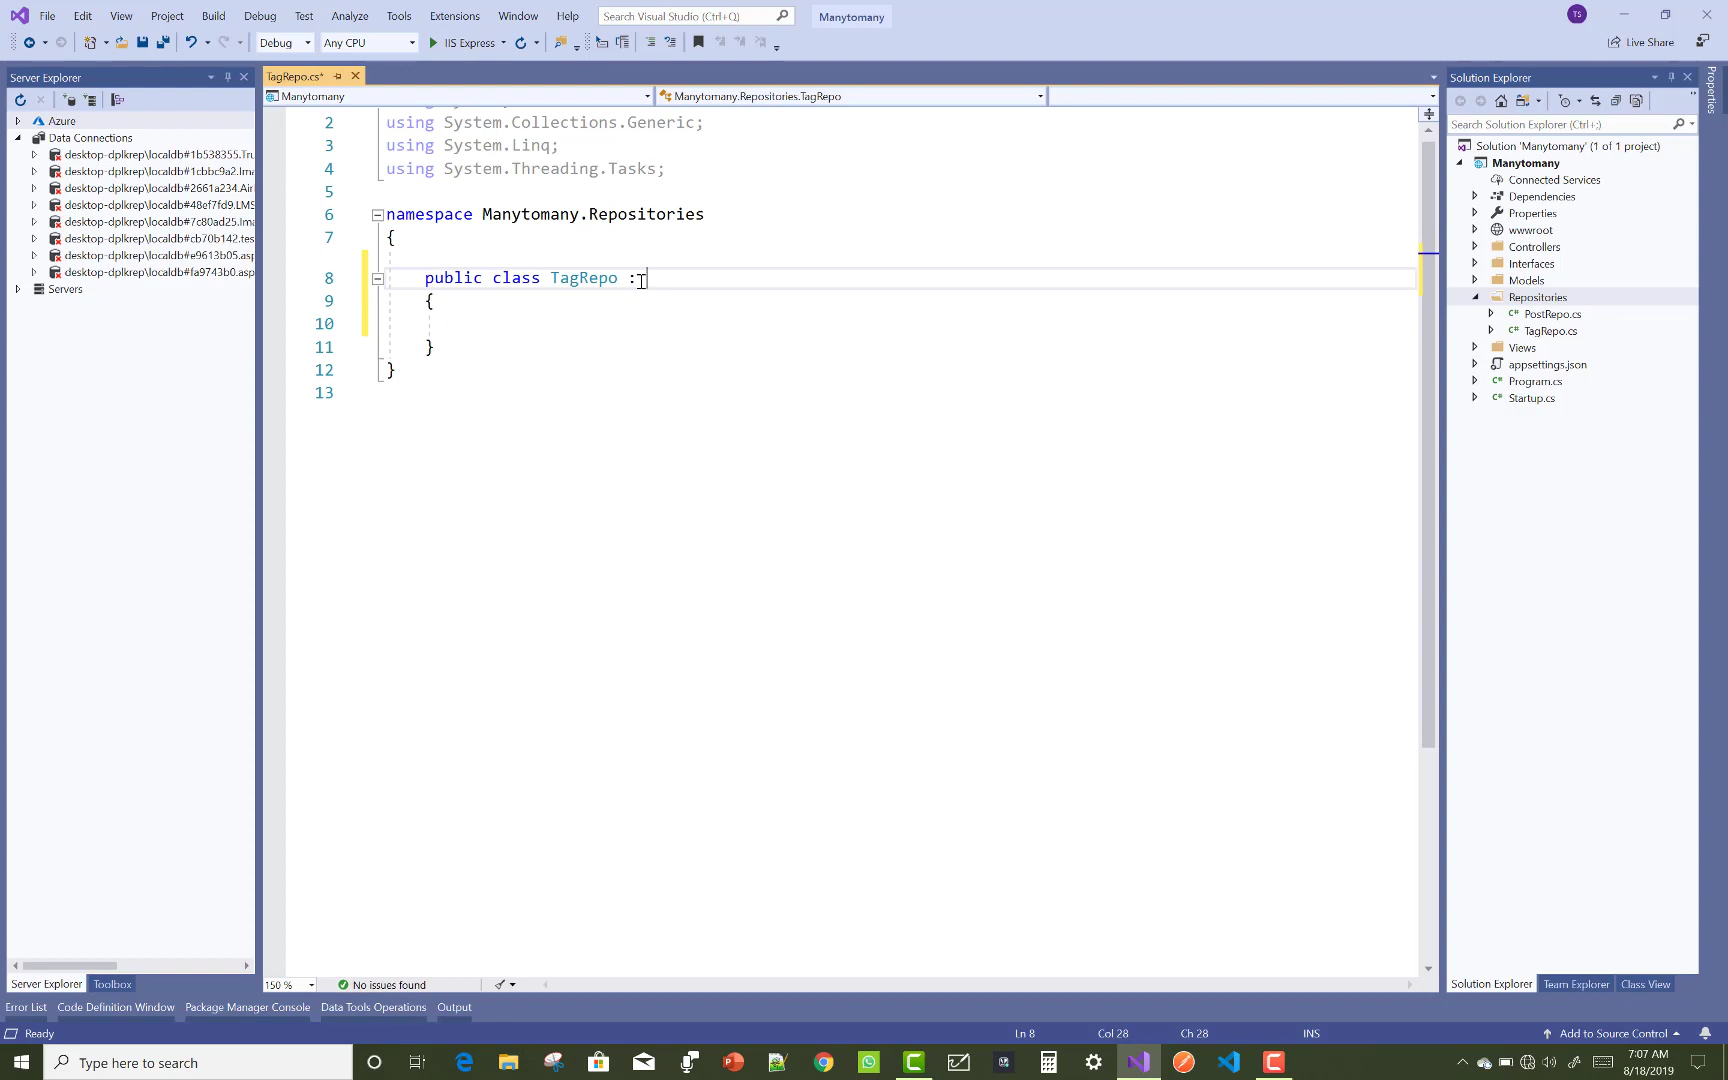 File Edit View Project Build Debug Test Analyze Tools Extensions Window Help Search Visual Studio (Ctrl+Q) Manytomany TS
Debug Any CPU IIS Express Live Share
Server Explorer
Azure
Data Connections
desktop-dplkrep\localdb#1b538355.Tru
desktop-dplkrep\localdb#1cbbc9a2.Ima
desktop-dplkrep\localdb#2661a234.Airl
desktop-dplkrep\localdb#48ef7fd9.LMS
desktop-dplkrep\localdb#7c80ad25.Ima
desktop-dplkrep\localdb#cb70b142.tes
desktop-dplkrep\localdb#e9613b05.asp
desktop-dplkrep\localdb#fa9743b0.asp
Servers
Server Explorer Toolbox
TagRepo.cs*
Manytomany Manytomany.Repositories.TagRepo
2 using System.Collections.Generic;
3 using System.Linq;
4 using System.Threading.Tasks;
5
6 namespace Manytomany.Repositories
7 {
8 public class TagRepo :
9 {
10
11 }
12 }
13
150 % No issues found
Solution Explorer
Search Solution Explorer (Ctrl+;)
Solution 'Manytomany' (1 of 1 project)
Manytomany
Connected Services
Dependencies
Properties
wwwroot
Controllers
Interfaces
Models
Repositories
C# PostRepo.cs
C# TagRepo.cs
Views
appsettings.json
C# Program.cs
C# Startup.cs
Solution Explorer Team Explorer Class View
Properties
Error List Code Definition Window Package Manager Console Data Tools Operations Output
Ready Ln 8 Col 28 Ch 28 INS Add to Source Control
Type here to search
7:07 AM
8/18/2019